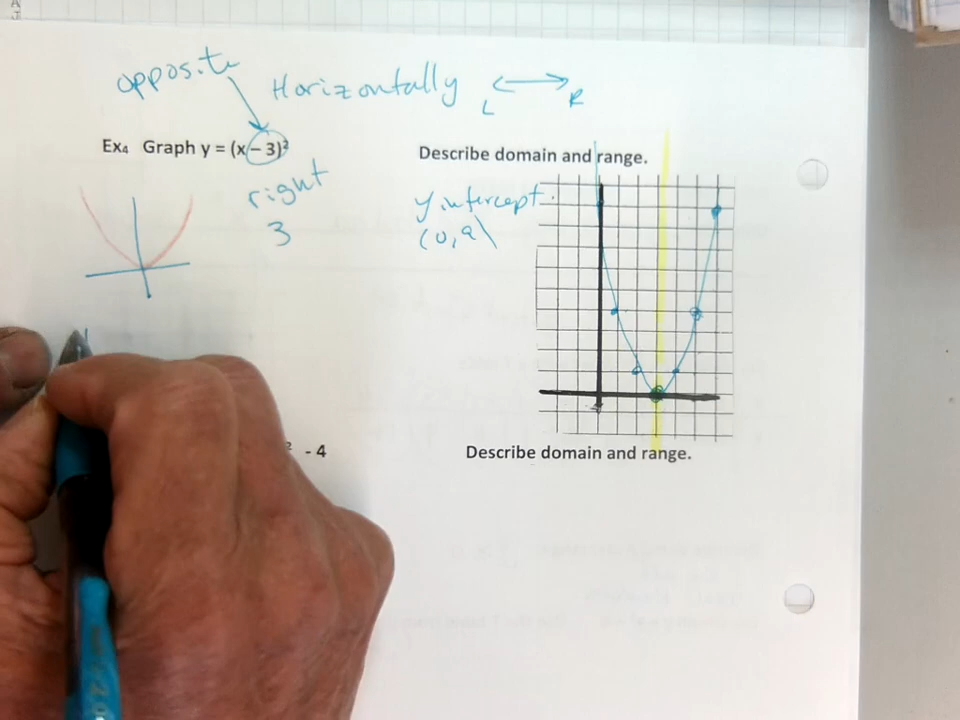 opposite
Horizontally
L R
Ex4 Graph y = (x - 3)²
right
3
Describe domain and range.
y intercept
(0,9)
² - 4
Describe domain and range.